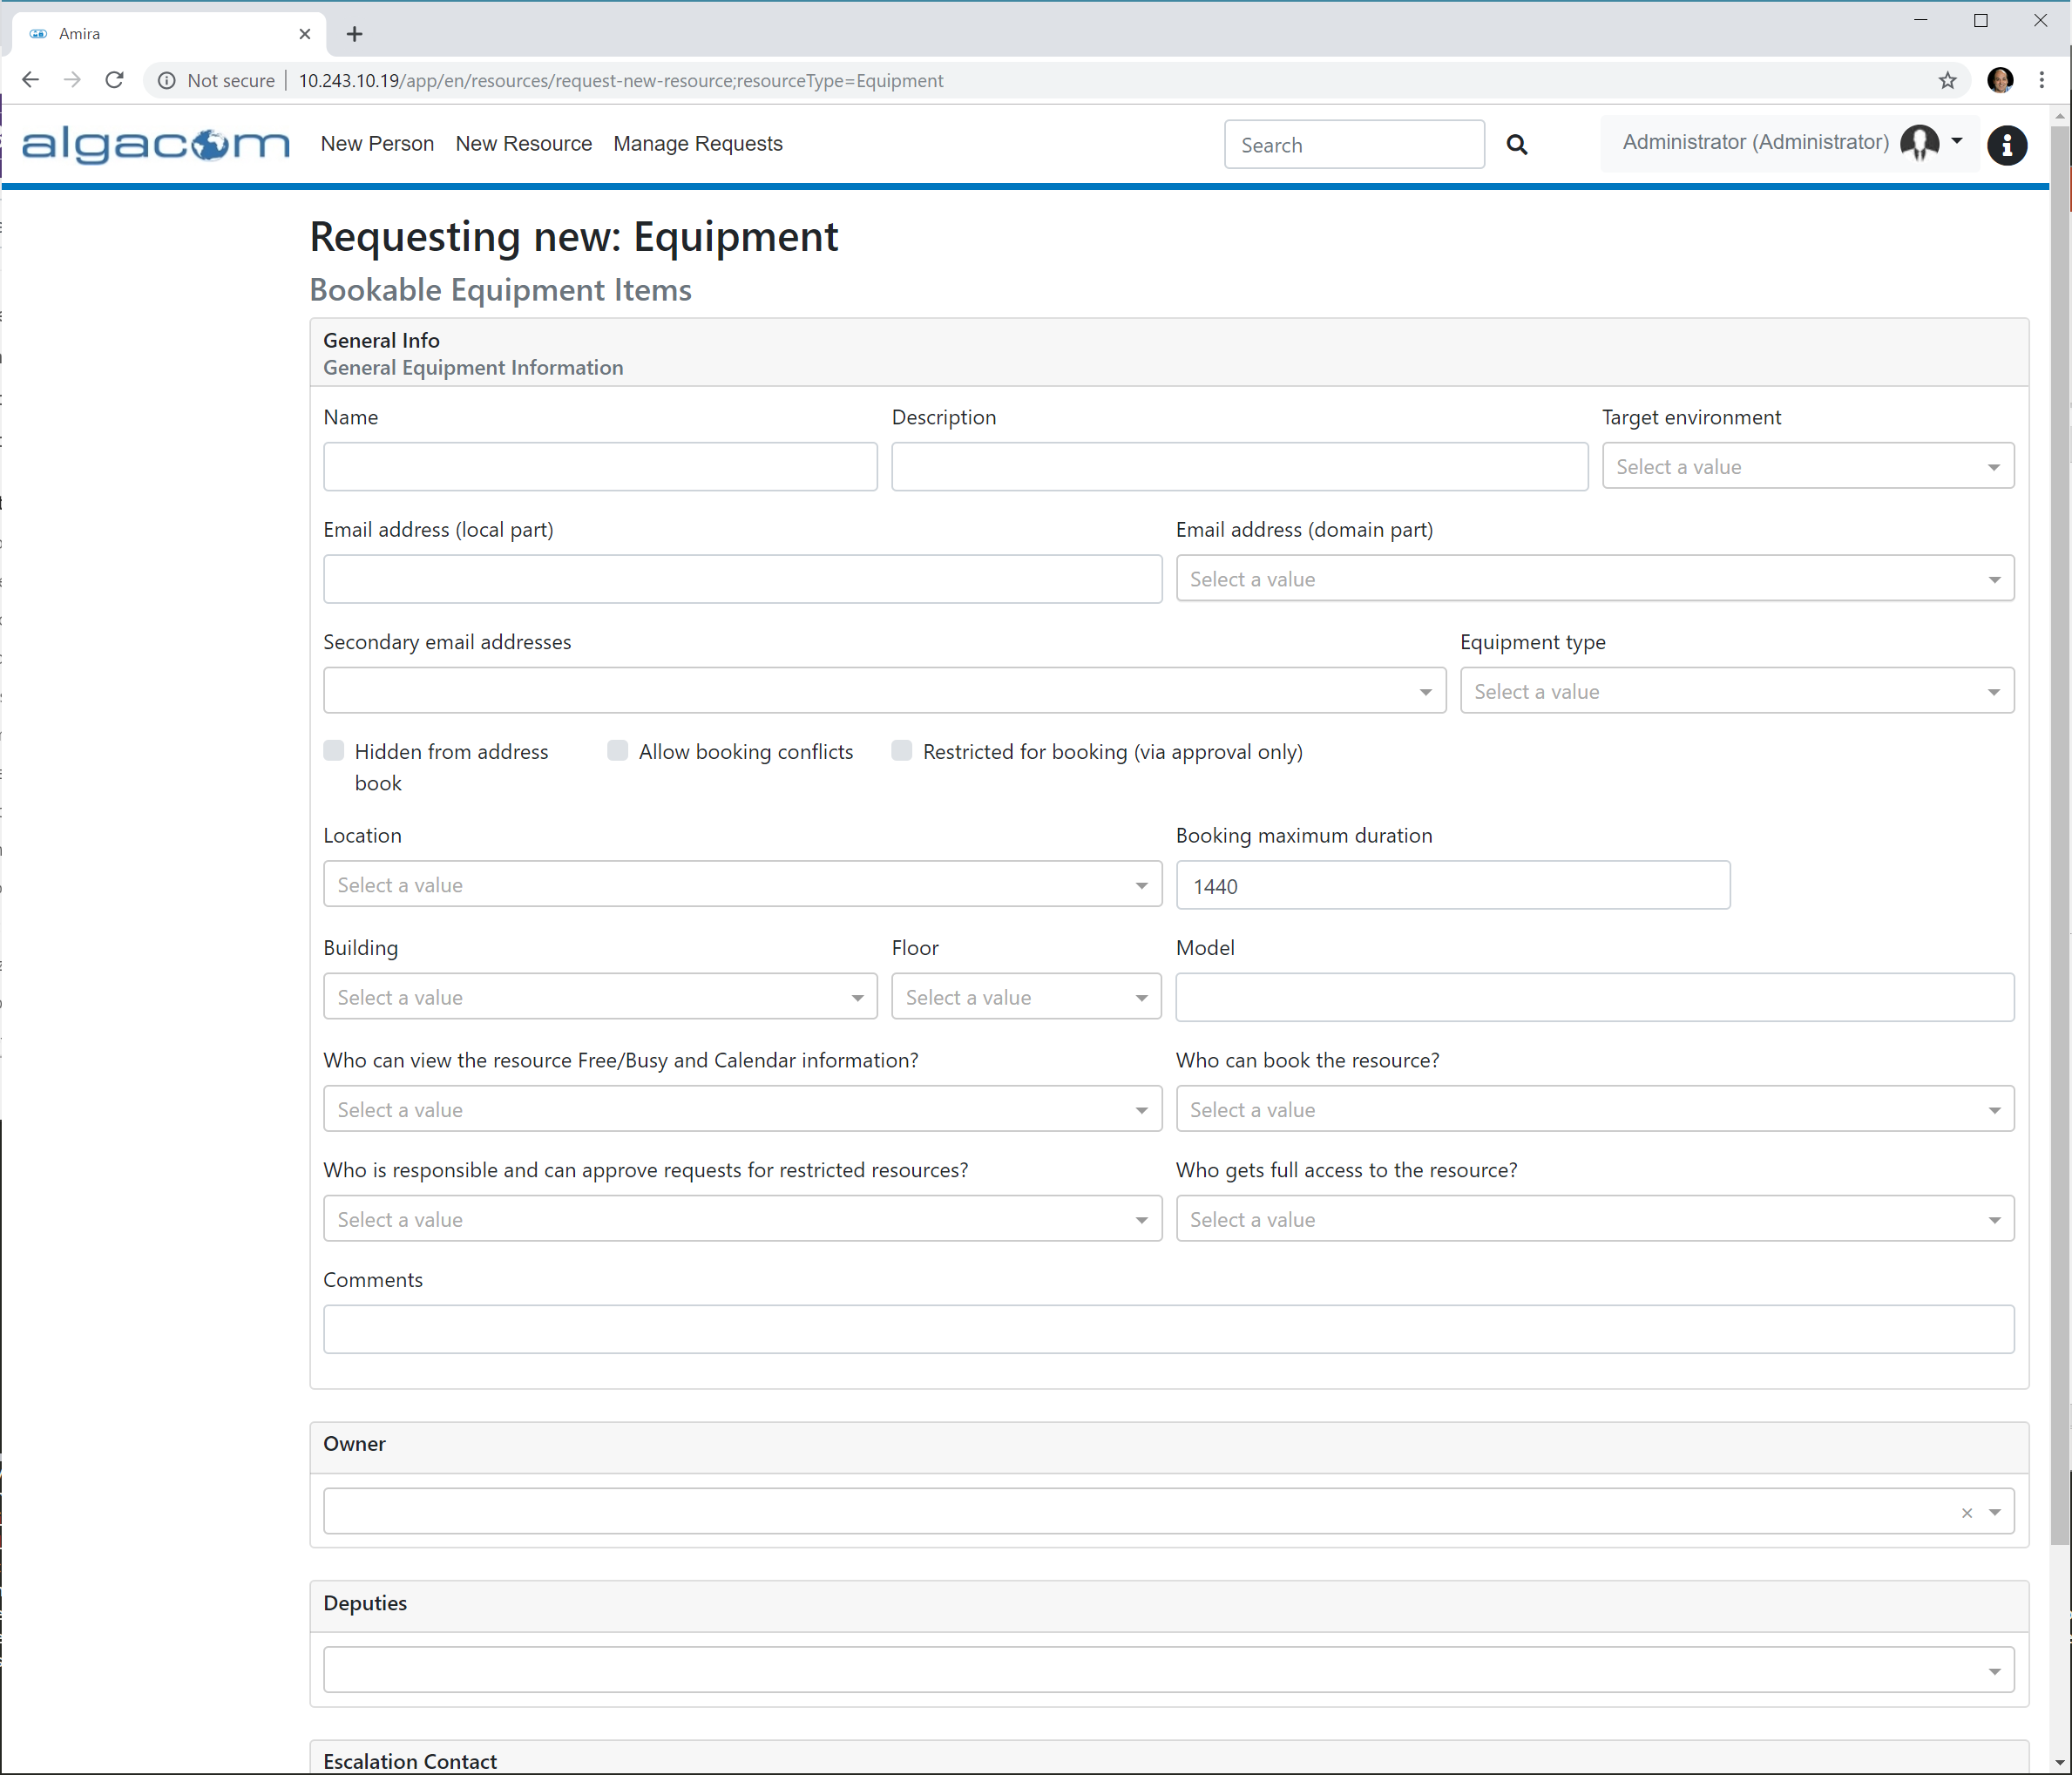 Amira
Not secure | 10.243.10.19/app/en/resources/request-new-resource;resourceType=Equipment
algacom New Person New Resource Manage Requests Search Administrator (Administrator)
Requesting new: Equipment
Bookable Equipment Items
General Info
General Equipment Information
Name Description Target environment
Select a value
Email address (local part) Email address (domain part)
Select a value
Secondary email addresses Equipment type
Select a value
Hidden from address Allow booking conflicts Restricted for booking (via approval only)
book
Location Booking maximum duration
Select a value 1440
Building Floor Model
Select a value Select a value
Who can view the resource Free/Busy and Calendar information? Who can book the resource?
Select a value Select a value
Who is responsible and can approve requests for restricted resources? Who gets full access to the resource?
Select a value Select a value
Comments
Owner
Deputies
Escalation Contact